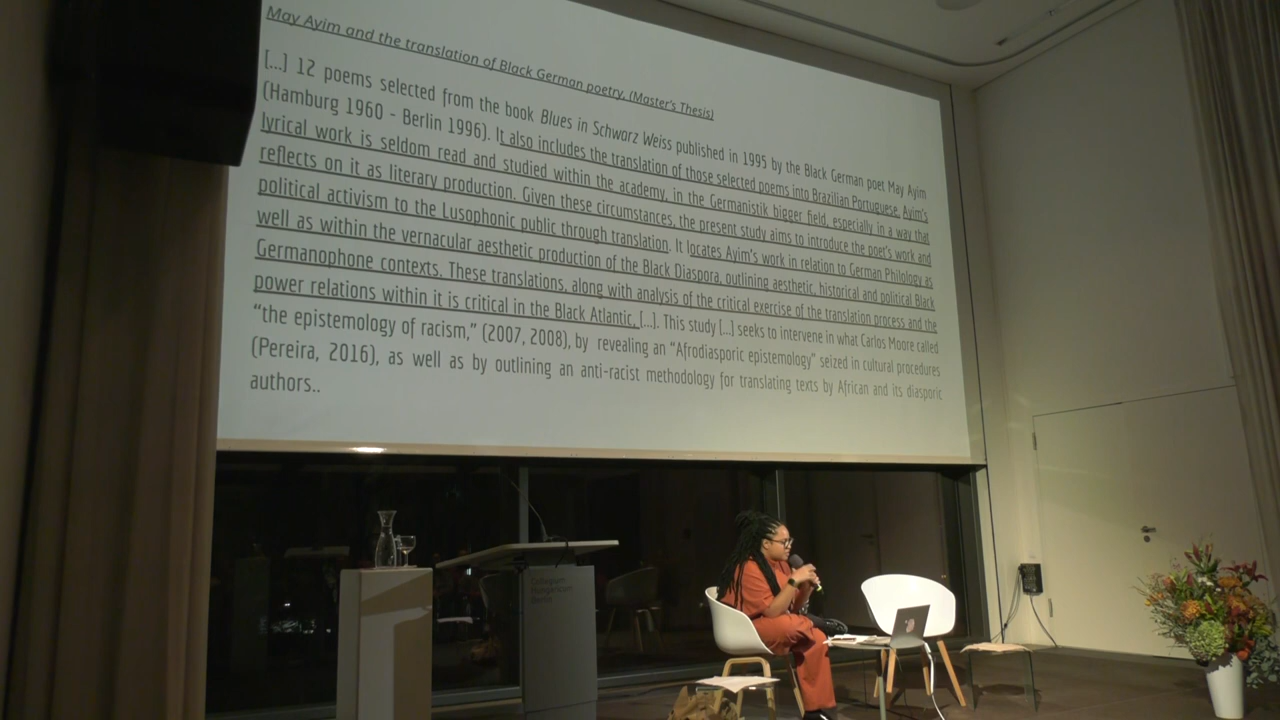 May Ayim and the translation of Black German poetry, (Master's Thesis)
[...] 12 poems selected from the book Blues in Schwarz Weiss published in 1995 by the Black German poet May Ayim
(Hamburg 1960 - Berlin 1996). It also includes the translation of those selected poems into Brazilian Portuguese. Ayim's
lyrical work is seldom read and studied within the academy, in the Germanistik bigger field, especially in a way that
reflects on it as literary production. Given these circumstances, the present study aims to introduce the poet's work and
political activism to the Lusophonic public through translation. It locates Ayim's work in relation to German Philology as
well as within the vernacular aesthetic production of the Black Diaspora, outlining aesthetic, historical and political Black
Germanophone contexts. These translations, along with analysis of the critical exercise of the translation process and the
power relations within it is critical in the Black Atlantic, [...]. This study [...] seeks to intervene in what Carlos Moore called
“the epistemology of racism,” (2007, 2008), by revealing an “Afrodiasporic epistemology” seized in cultural procedures
(Pereira, 2016), as well as by outlining an anti-racist methodology for translating texts by African and its diasporic
authors..
Collegium
Hungaricum
Berlin